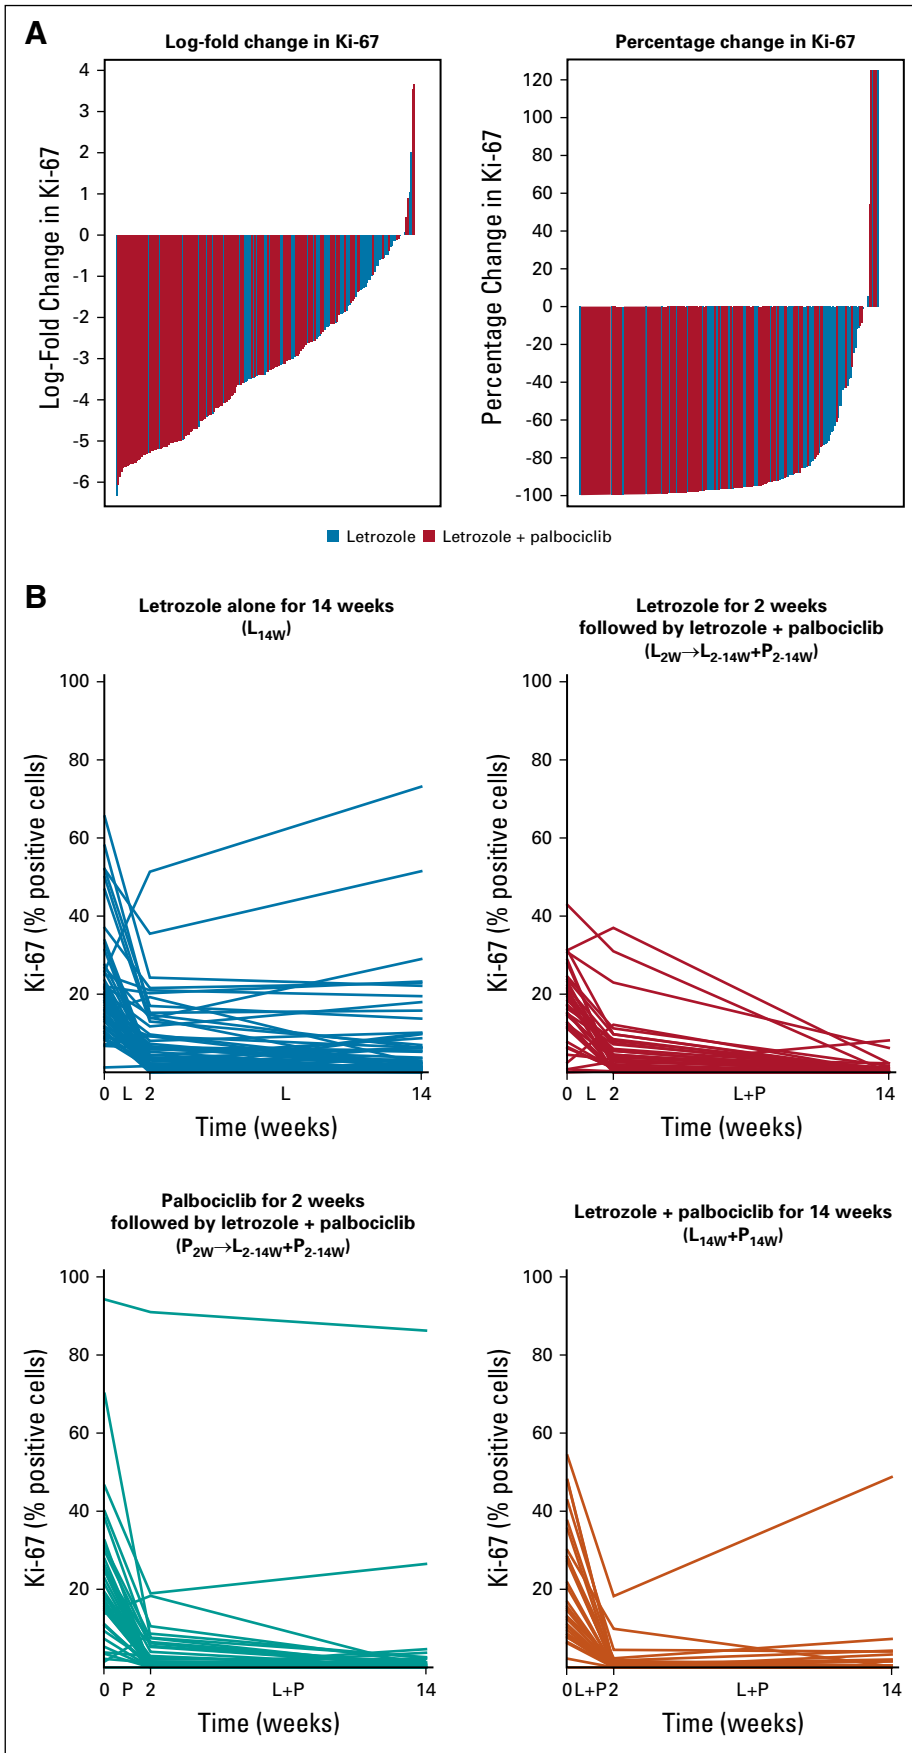 A
Log-fold change in Ki-67
Log-Fold Change in Ki-67
4
3
2
1
0
-1
-2
-3
-4
-5
-6
Percentage change in Ki-67
Percentage Change in Ki-67
120
100
80
60
40
20
0
-20
-40
-60
-80
-100
Letrozole Letrozole + palbociclib
B
Letrozole alone for 14 weeks
(L14W)
Ki-67 (% positive cells)
100
80
60
40
20
0 L 2 L 14
Time (weeks)
Letrozole for 2 weeks
followed by letrozole + palbociclib
(L2W→L2-14W+P2-14W)
Ki-67 (% positive cells)
100
80
60
40
20
0 L 2 L+P 14
Time (weeks)
Palbociclib for 2 weeks
followed by letrozole + palbociclib
(P2W→L2-14W+P2-14W)
Ki-67 (% positive cells)
100
80
60
40
20
0 P 2 L+P 14
Time (weeks)
Letrozole + palbociclib for 14 weeks
(L14W+P14W)
Ki-67 (% positive cells)
100
80
60
40
20
0 L+P 2 L+P 14
Time (weeks)